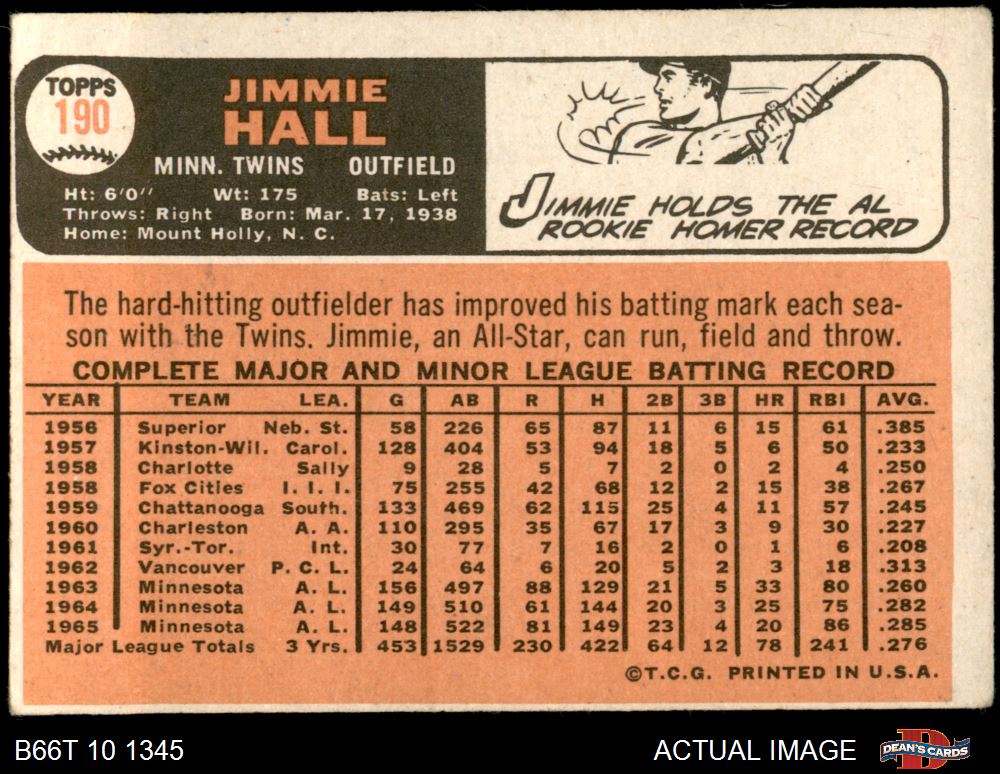 TOPPS
190
JIMMIE
HALL
MINN. TWINS OUTFIELD
Ht: 6'0'' Wt: 175 Bats: Left
Throws: Right Born: Mar. 17, 1938
Home: Mount Holly, N. C.
JIMMIE HOLDS THE AL
ROOKIE HOMER RECORD
The hard-hitting outfielder has improved his batting mark each sea-
son with the Twins. Jimmie, an All-Star, can run, field and throw.
COMPLETE MAJOR AND MINOR LEAGUE BATTING RECORD
YEAR TEAM LEA. G AB R H 2B 3B HR RBI AVG.
1956 Superior Neb. St. 58 226 65 87 11 6 15 61 .385
1957 Kinston-Wil. Carol. 128 404 53 94 18 5 6 50 .233
1958 Charlotte Sally 9 28 5 7 2 0 2 4 .250
1958 Fox Cities I. I. I. 75 255 42 68 12 2 15 38 .267
1959 Chattanooga South. 133 469 62 115 25 4 11 57 .245
1960 Charleston A. A. 110 295 35 67 17 3 9 30 .227
1961 Syr.-Tor. Int. 30 77 7 16 2 0 1 6 .208
1962 Vancouver P. C. L. 24 64 6 20 5 2 3 18 .313
1963 Minnesota A. L. 156 497 88 129 21 5 33 80 .260
1964 Minnesota A. L. 149 510 61 144 20 3 25 75 .282
1965 Minnesota A. L. 148 522 81 149 23 4 20 86 .285
Major League Totals 3 Yrs. 453 1529 230 422 64 12 78 241 .276
©T.C.G. PRINTED IN U.S.A.
B66T 10 1345 ACTUAL IMAGE DEAN'S CARDS